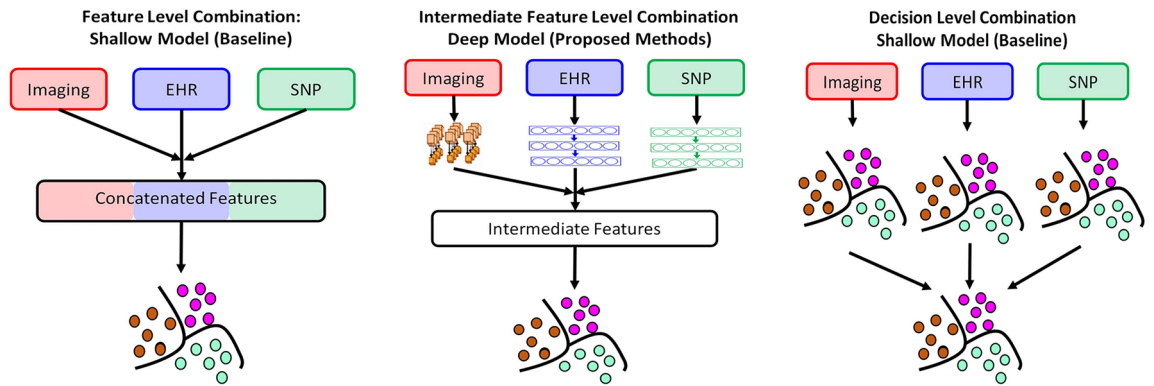 Feature Level Combination:
Shallow Model (Baseline)
Imaging
EHR
SNP
Concatenated Features
Intermediate Feature Level Combination
Deep Model (Proposed Methods)
Imaging
EHR
SNP
Intermediate Features
Decision Level Combination
Shallow Model (Baseline)
Imaging
EHR
SNP